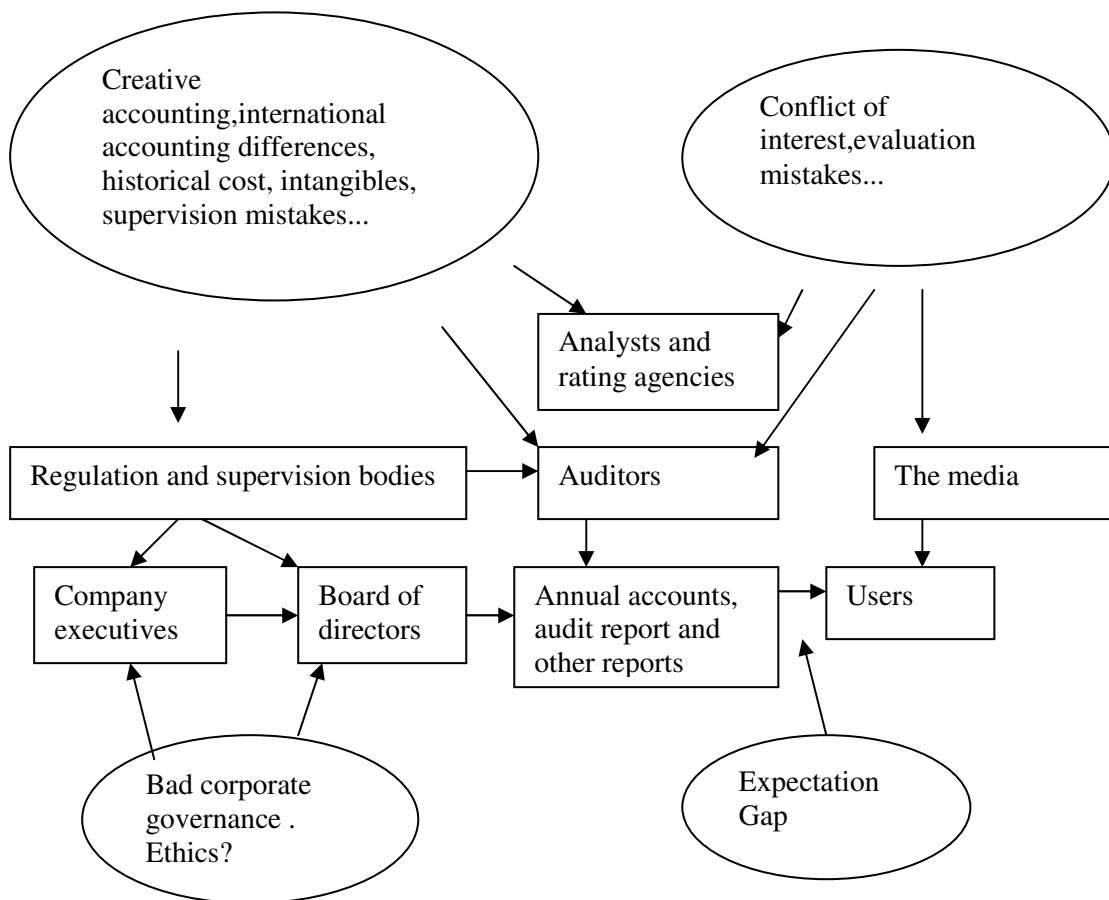 Creative
accounting,international
accounting differences,
historical cost, intangibles,
supervision mistakes...
Conflict of
interest,evaluation
mistakes...
Analysts and
rating agencies
Regulation and supervision bodies
Auditors
The media
Company
executives
Board of
directors
Annual accounts,
audit report and
other reports
Users
Bad corporate
governance .
Ethics?
Expectation
Gap